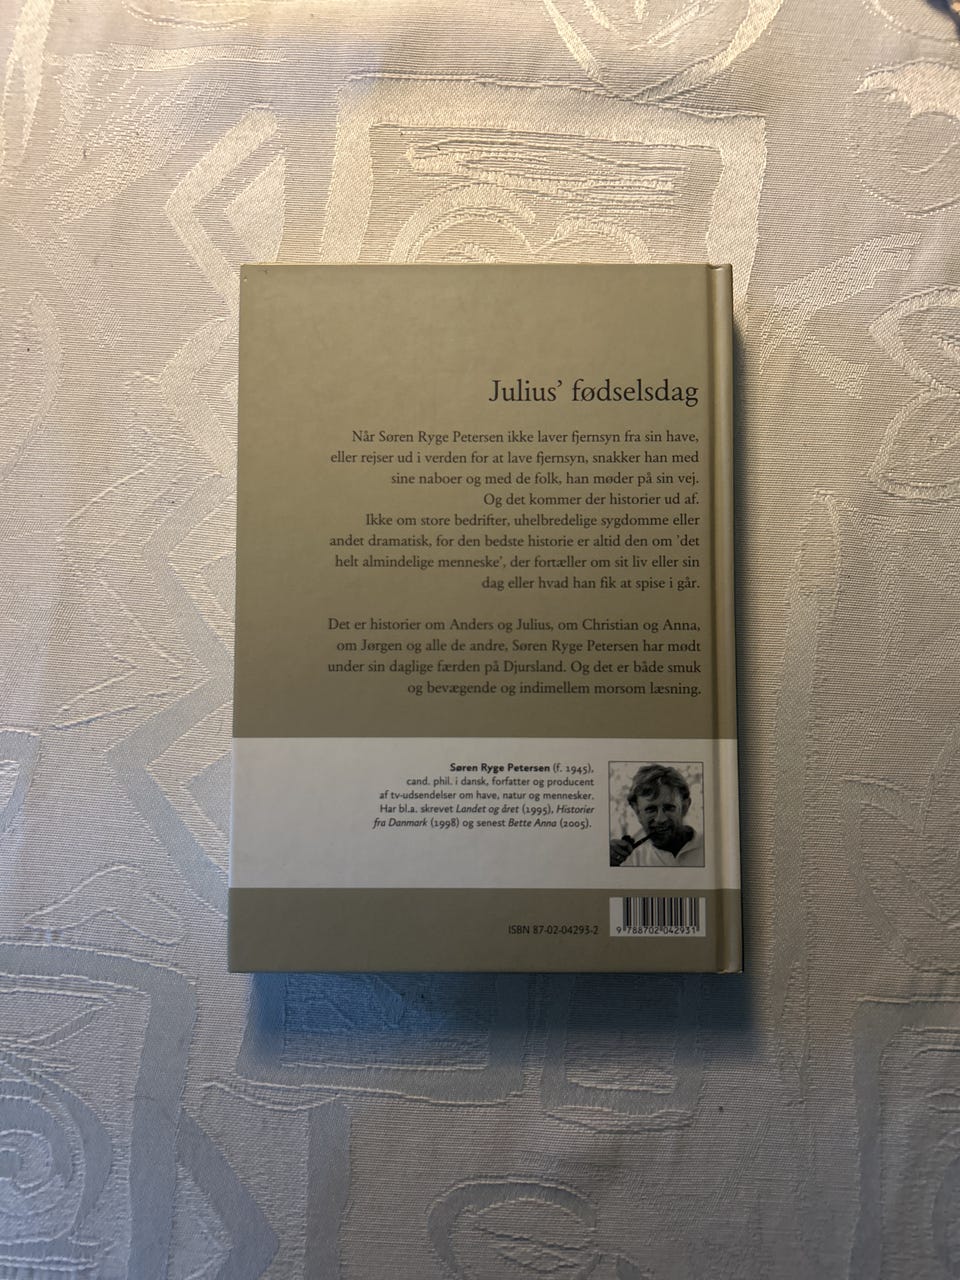 Julius’ fødselsdag
Når Søren Ryge Petersen ikke laver fjernsyn fra sin have,
eller rejser ud i verden for at lave fjernsyn, snakker han med
sine naboer og med de folk, han møder på sin vej.
Og det kommer der historier ud af.
Ikke om store bedrifter, uhelbredelige sygdomme eller
andet dramatisk, for den bedste historie er altid den om ’det
helt almindelige menneske’, der fortæller om sit liv eller sin
dag eller hvad han fik at spise i går.
Det er historier om Anders og Julius, om Christian og Anna,
om Jørgen og alle de andre, Søren Ryge Petersen har mødt
under sin daglige færden på Djursland. Og det er både smuk
og bevægende og indimellem morsom læsning.
Søren Ryge Petersen (f. 1945),
cand. phil. i dansk, forfatter og producent
af tv-udsendelser om have, natur og mennesker.
Har bl.a. skrevet Landet og året (1995), Historier
fra Danmark (1998) og senest Bette Anna (2005).
ISBN 87-02-04293-2
9 788702 042931